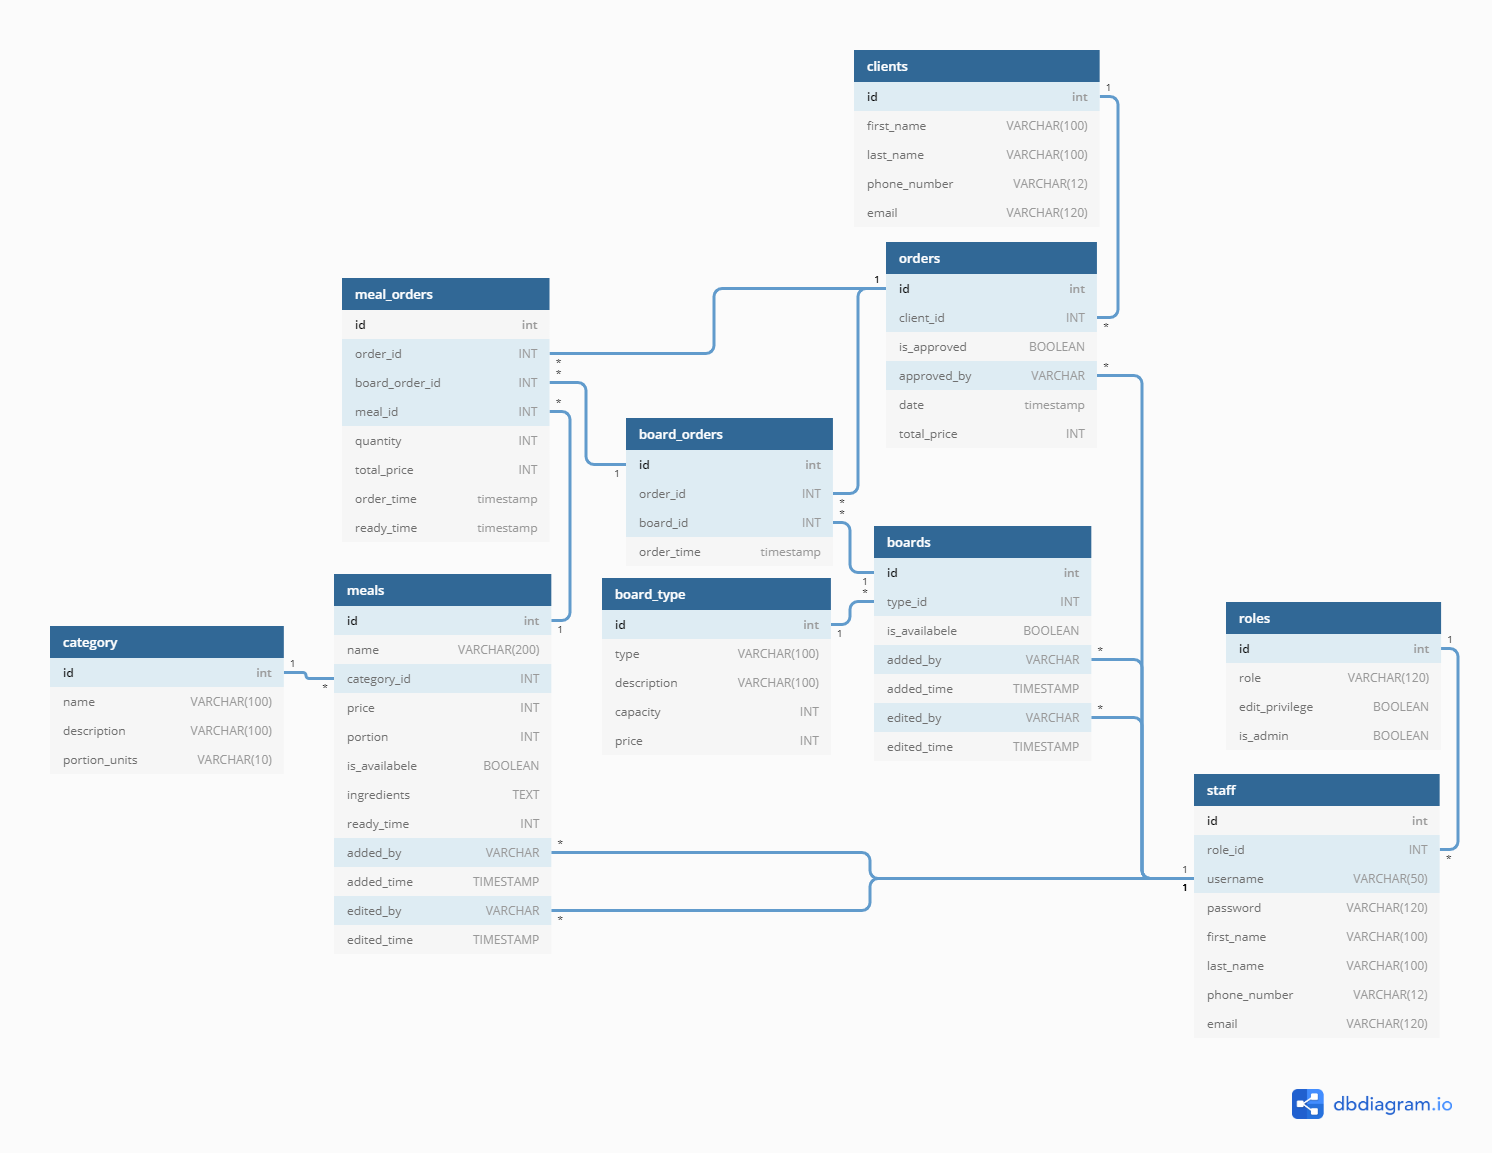 clients
id int
first_name VARCHAR(100)
last_name VARCHAR(100)
phone_number VARCHAR(12)
email VARCHAR(120)
1
*
orders
1
id int
client_id INT
is_approved BOOLEAN
approved_by VARCHAR
*
date timestamp
total_price INT
meal_orders
id int
order_id INT
*
board_order_id INT
*
meal_id INT
*
quantity INT
total_price INT
order_time timestamp
ready_time timestamp
board_orders
id int
1
order_id INT
*
board_id INT
*
order_time timestamp
boards
id int
1
type_id INT
*
is_availabele BOOLEAN
added_by VARCHAR
*
added_time TIMESTAMP
edited_by VARCHAR
*
edited_time TIMESTAMP
board_type
id int
1
type VARCHAR(100)
description VARCHAR(100)
capacity INT
price INT
meals
id int
1
name VARCHAR(200)
category_id INT
*
price INT
portion INT
is_availabele BOOLEAN
ingredients TEXT
ready_time INT
added_by VARCHAR
*
added_time TIMESTAMP
edited_by VARCHAR
*
edited_time TIMESTAMP
category
id int
1
name VARCHAR(100)
description VARCHAR(100)
portion_units VARCHAR(10)
roles
id int
1
role VARCHAR(120)
edit_privilege BOOLEAN
is_admin BOOLEAN
staff
id int
role_id INT
*
1
username VARCHAR(50)
1
password VARCHAR(120)
first_name VARCHAR(100)
last_name VARCHAR(100)
phone_number VARCHAR(12)
email VARCHAR(120)
dbdiagram.io